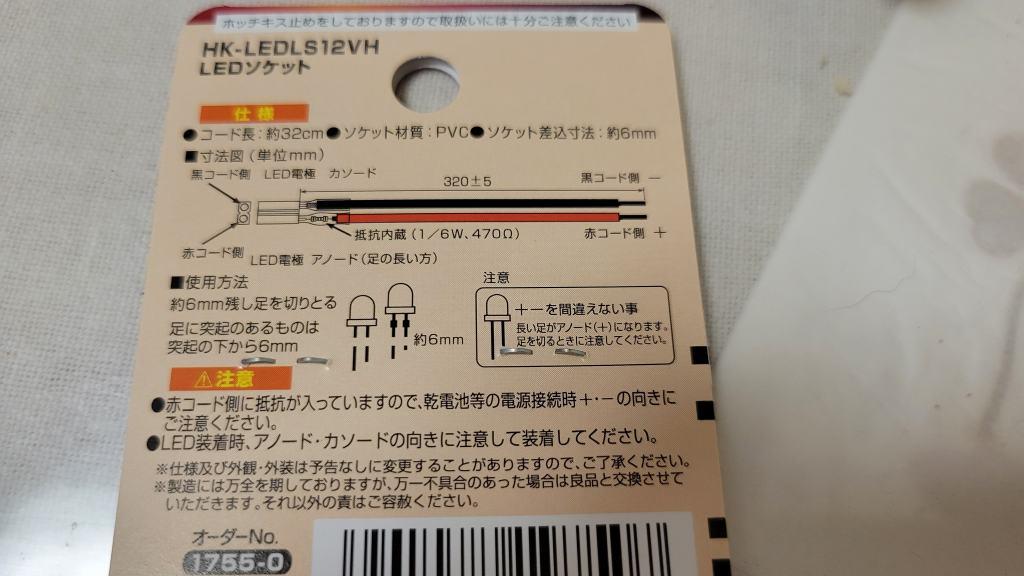 ホッチキス止めをしておりますので取扱いには十分ご注意ください
HK-LEDLS12VH
LEDソケット
仕様
●コード長：約32cm●ソケット材質：PVC●ソケット差込寸法：約6mm
■寸法図（単位mm）
黒コード側 LED電極 カソード
320±5
黒コード側 －
抵抗内蔵（1／6W、470Ω）
赤コード側 ＋
赤コード側
LED電極 アノード（足の長い方）
■使用方法
約6mm残し足を切りとる
足に突起のあるものは
突起の下から6mm
約6mm
注意
＋－を間違えない事
長い足がアノード（＋）になります。
足を切るときに注意してください。
⚠注意
●赤コード側に抵抗が入っていますので、乾電池等の電源接続時＋・－の向きに
ご注意ください。
●LED装着時、アノード・カソードの向きに注意して装着してください。
※仕様及び外観・外装は予告なしに変更することがありますので、ご了承ください。
※製造には万全を期しておりますが、万一不具合のあった場合は良品と交換させて
いただきます。それ以外の責はご容赦ください。
オーダーNo.
1755-0